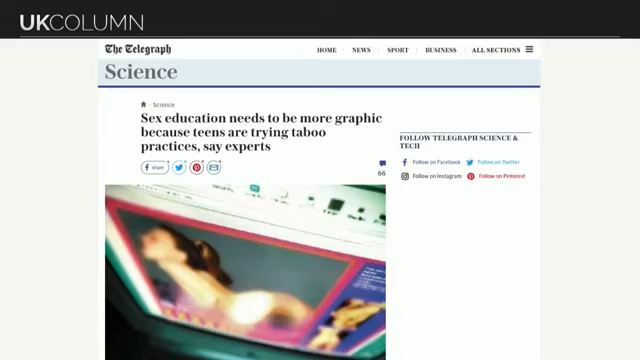 UKCOLUMN
The Telegraph
HOME NEWS SPORT BUSINESS ALL SECTIONS
Science
Science
Sex education needs to be more graphic
because teens are trying taboo
practices, say experts
share
66
FOLLOW TELEGRAPH SCIENCE &
TECH
Follow on Facebook Follow on Twitter
Follow on Instagram Follow on Pinterest